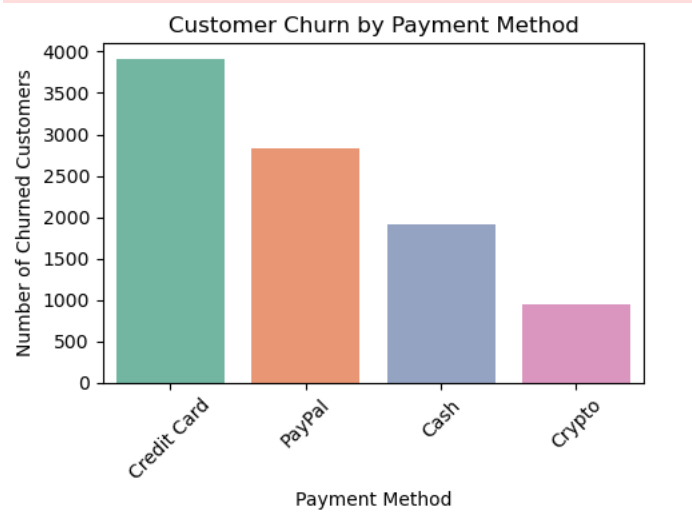 Customer Churn by Payment Method
Number of Churned Customers
4000
3500
3000
2500
2000
1500
1000
500
0
Credit Card
PayPal
Cash
Crypto
Payment Method